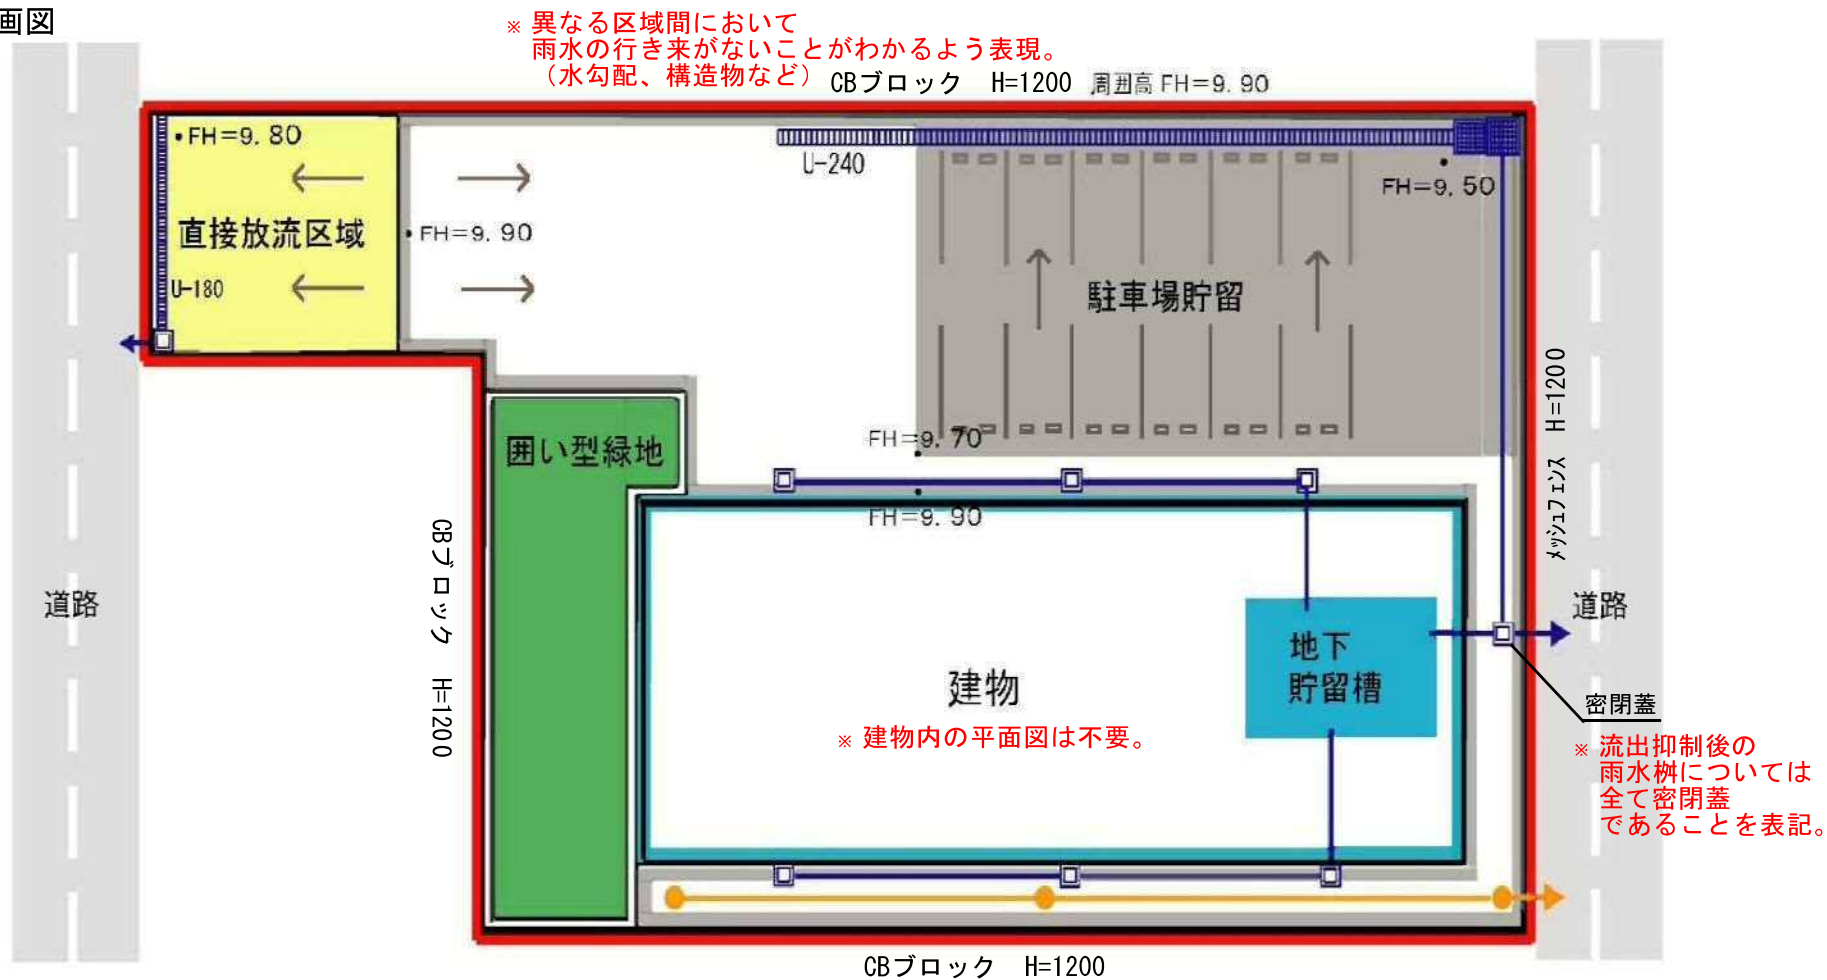 画図
※ 異なる区域間において
雨水の行き来がないことがわかるよう表現。
（水勾配、構造物など）
CBブロック H=1200 周囲高 FH=9.90
・FH=9.80
U-240
FH=9.50
直接放流区域
・FH=9.90
U-180
駐車場貯留
メッシュフェンス H=1200
FH=9.70
囲い型緑地
FH=9.90
CBブロック H=1200
道路
道路
地下
貯留槽
建物
※ 建物内の平面図は不要。
密閉蓋
※ 流出抑制後の
雨水桝については
全て密閉蓋
であることを表記。
CBブロック H=1200